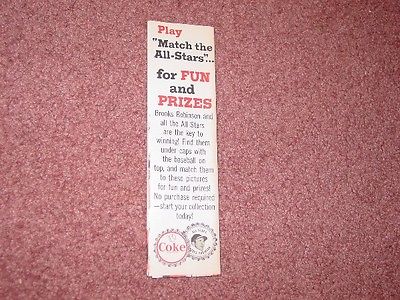 Play
"Match the
All-Stars"...
for FUN
and
PRIZES
Brooks Robinson and
all the All Stars
are the key to
winning! Find them
under caps with
the baseball on
top, and match them
to these pictures
for fun and prizes!
No purchase required
—start your collection
today!
Coke